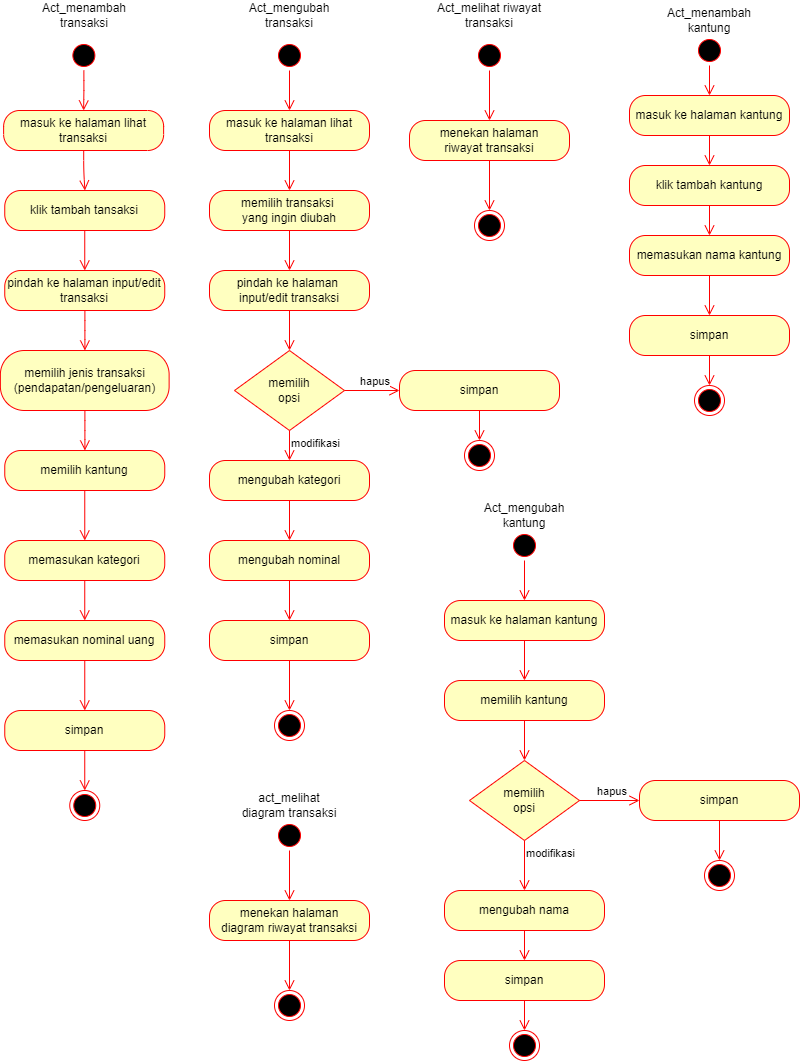 Act_menambah
transaksi
masuk ke halaman lihat
transaksi
klik tambah tansaksi
pindah ke halaman input/edit
transaksi
memilih jenis transaksi
(pendapatan/pengeluaran)
memilih kantung
memasukan kategori
memasukan nominal uang
simpan
Act_mengubah
transaksi
masuk ke halaman lihat
transaksi
memilih transaksi
yang ingin diubah
pindah ke halaman
input/edit transaksi
memilih
opsi
hapus
simpan
modifikasi
mengubah kategori
mengubah nominal
simpan
Act_melihat riwayat
transaksi
menekan halaman
riwayat transaksi
Act_menambah
kantung
masuk ke halaman kantung
klik tambah kantung
memasukan nama kantung
simpan
act_melihat
diagram transaksi
menekan halaman
diagram riwayat transaksi
Act_mengubah
kantung
masuk ke halaman kantung
memilih kantung
memilih
opsi
hapus
simpan
modifikasi
mengubah nama
simpan